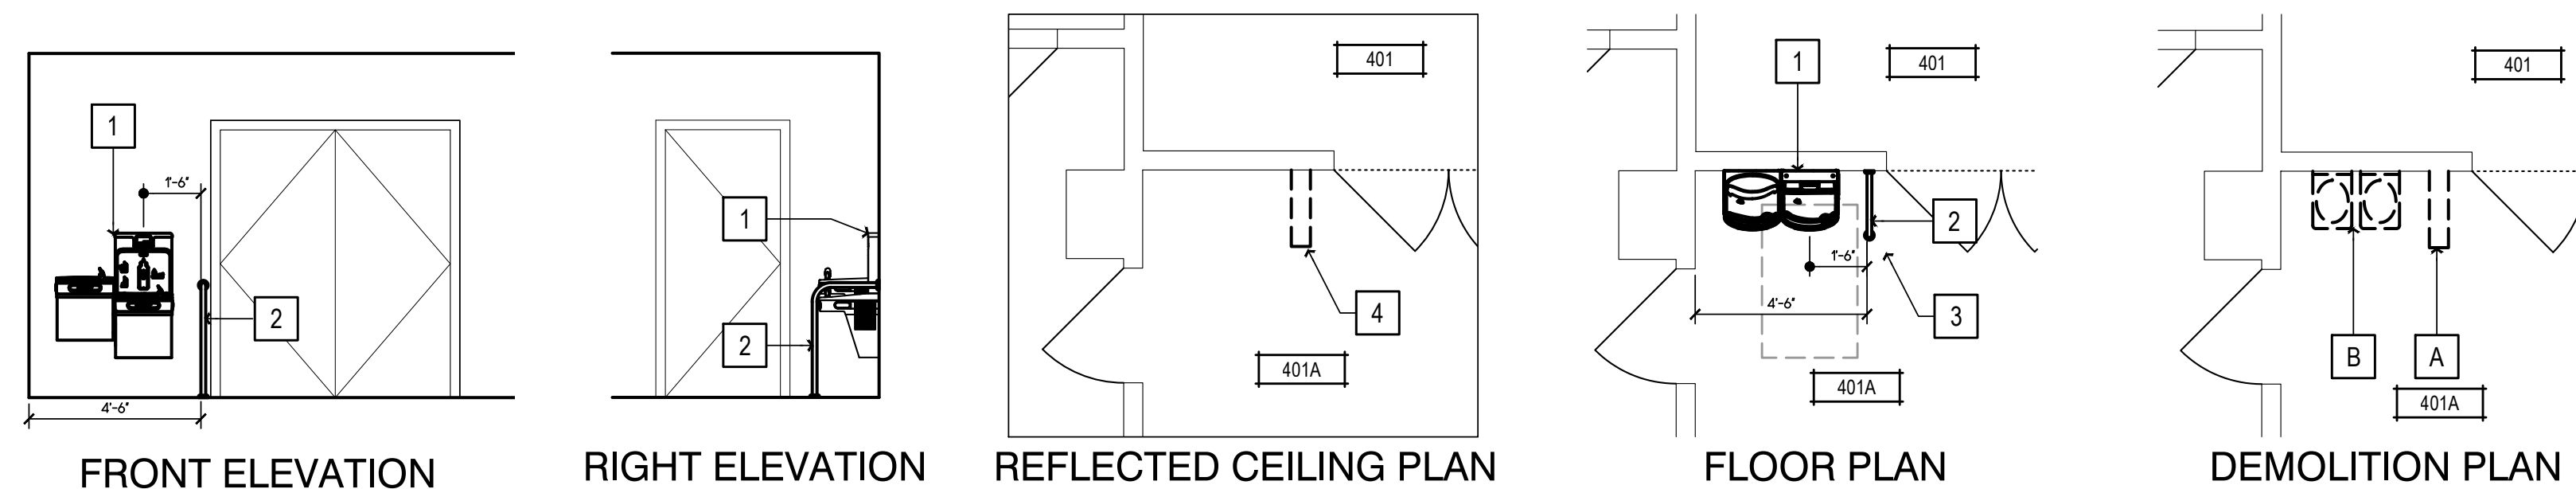 1
1'-6"
2
4'-6"
FRONT ELEVATION
1
2
RIGHT ELEVATION
401
4
401A
REFLECTED CEILING PLAN
1
401
2
1'-6"
4'-6"
3
401A
FLOOR PLAN
401
B
A
401A
DEMOLITION PLAN